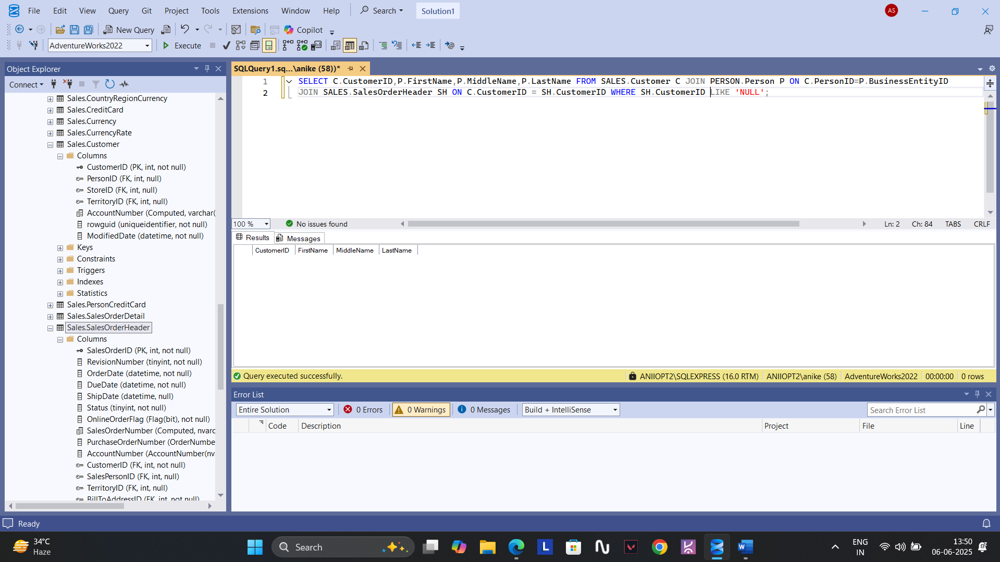 File Edit View Query Git Project Tools Extensions Window Help Search Solution1 AS
New Query Copilot
AdventureWorks2022 Execute
Object Explorer
Connect
Sales.CountryRegionCurrency
Sales.CreditCard
Sales.Currency
Sales.CurrencyRate
Sales.Customer
Columns
CustomerID (PK, int, not null)
PersonID (FK, int, null)
StoreID (FK, int, null)
TerritoryID (FK, int, null)
AccountNumber (Computed, varchar(
rowguid (uniqueidentifier, not null)
ModifiedDate (datetime, not null)
Keys
Constraints
Triggers
Indexes
Statistics
Sales.PersonCreditCard
Sales.SalesOrderDetail
Sales.SalesOrderHeader
Columns
SalesOrderID (PK, int, not null)
RevisionNumber (tinyint, not null)
OrderDate (datetime, not null)
DueDate (datetime, not null)
ShipDate (datetime, null)
Status (tinyint, not null)
OnlineOrderFlag (Flag(bit), not null)
SalesOrderNumber (Computed, nvarc
PurchaseOrderNumber (OrderNumbe
AccountNumber (AccountNumber(nv
CustomerID (FK, int, not null)
SalesPersonID (FK, int, null)
TerritoryID (FK, int, null)
BillToAddressID (FK, int, not null)
SQLQuery1.sq...\anike (58))*
1 SELECT C.CustomerID,P.FirstName,P.MiddleName,P.LastName FROM SALES.Customer C JOIN PERSON.Person P ON C.PersonID=P.BusinessEntityID
2 JOIN SALES.SalesOrderHeader SH ON C.CustomerID = SH.CustomerID WHERE SH.CustomerID LIKE 'NULL';
100 % No issues found Ln: 2 Ch: 84 TABS CRLF
Results Messages
CustomerID FirstName MiddleName LastName
Query executed successfully. ANIIOPT2\SQLEXPRESS (16.0 RTM) ANIIOPT2\anike (58) AdventureWorks2022 00:00:00 0 rows
Error List
Entire Solution 0 Errors 0 Warnings 0 Messages Build + IntelliSense Search Error List
Code Description Project File Line
Ready
34°C
Haze
Search
L
ENG
IN
13:50
06-06-2025